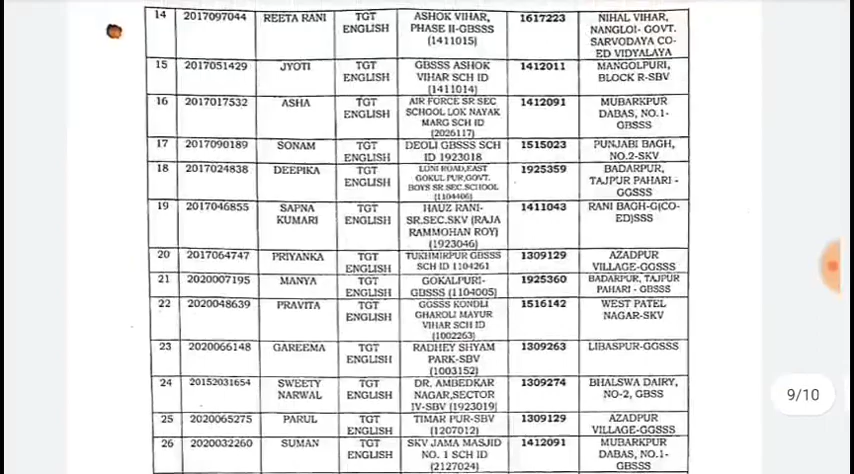 14 2017097044 REETA RANI TGT ENGLISH ASHOK VIHAR, PHASE II-GBSSS (1411015) 1617223 NIHAL VIHAR, NANGLOI- GOVT. SARVODAYA CO-ED VIDYALAYA
15 2017051429 JYOTI TGT ENGLISH GBSSS ASHOK VIHAR SCH ID (1411014) 1412011 MANGOLPURI, BLOCK R-SBV
16 2017017532 ASHA TGT ENGLISH AIR FORCE SR SEC SCHOOL LOK NAYAK MARG SCH ID (2026117) 1412091 MUBARKPUR DABAS, NO.1-GBSSS
17 2017090189 SONAM TGT ENGLISH DEOLI GBSSS SCH ID 1923018 1515023 PUNJABI BAGH, NO.2-SKV
18 2017024838 DEEPIKA TGT ENGLISH LONI ROAD,EAST GOKUL PUR,GOVT. BOYS SR.SEC.SCHOOL (1104406) 1925359 BADARPUR, TAJPUR PAHARI - GGSSS
19 2017046855 SAPNA KUMARI TGT ENGLISH HAUZ RANI-SR.SEC.SKV (RAJA RAMMOHAN ROY) (1923046) 1411043 RANI BAGH-G(CO-ED)SSS
20 2017064747 PRIYANKA TGT ENGLISH TUKHMIRPUR GBSSS SCH ID 1104261 1309129 AZADPUR VILLAGE-GGSSS
21 2020007195 MANYA TGT ENGLISH GOKALPURI-GBSSS (1104005) 1925360 BADARPUR, TAJPUR PAHARI - GBSSS
22 2020048639 PRAVITA TGT ENGLISH GGSSS KONDLI GHAROLI MAYUR VIHAR SCH ID (1002263) 1516142 WEST PATEL NAGAR-SKV
23 2020066148 GAREEMA TGT ENGLISH RADHEY SHYAM PARK-SBV (1003152) 1309263 LIBASPUR-GGSSS
24 20152031654 SWEETY NARWAL TGT ENGLISH DR. AMBEDKAR NAGAR,SECTOR IV-SBV (1923019) 1309274 BHALSWA DAIRY, NO-2, GBSS
25 2020065275 PARUL TGT ENGLISH TIMAR PUR-SBV (1207012) 1309129 AZADPUR VILLAGE-GGSSS
26 2020032260 SUMAN TGT ENGLISH SKV JAMA MASJID NO. 1 SCH ID (2127024) 1412091 MUBARKPUR DABAS, NO.1-GBSSS
9/10